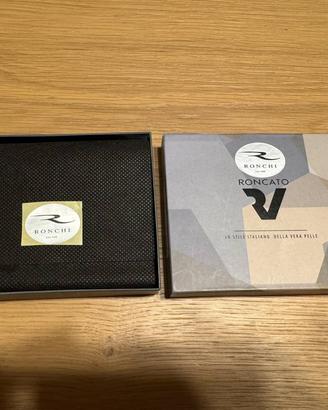 RONCHI
RONCHI
RONCATO
RV
LO STILE ITALIANO DELLA VERA PELLE